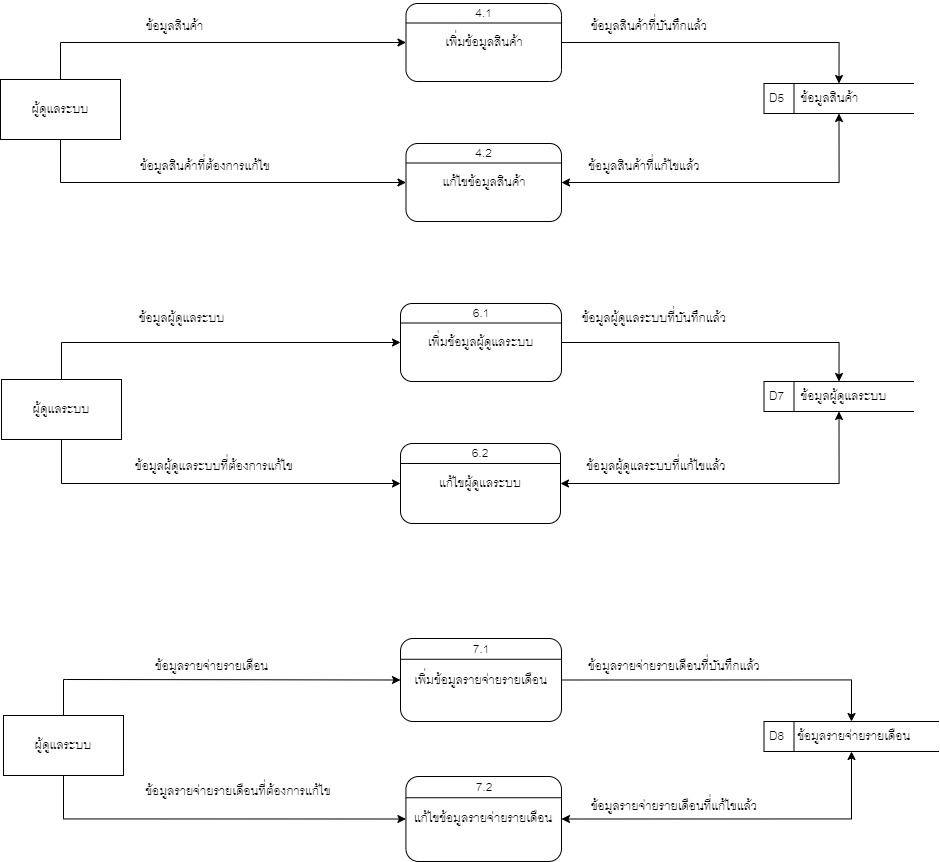 4.1
ข้อมูลสินค้า
ข้อมูลสินค้าที่บันทึกแล้ว
เพิ่มข้อมูลสินค้า
ผู้ดูแลระบบ
D5
ข้อมูลสินค้า
4.2
ข้อมูลสินค้าที่ต้องการแก้ไข
ข้อมูลสินค้าที่แก้ไขแล้ว
แก้ไขข้อมูลสินค้า
6.1
ข้อมูลผู้ดูแลระบบ
ข้อมูลผู้ดูแลระบบที่บันทึกแล้ว
เพิ่มข้อมูลผู้ดูแลระบบ
ผู้ดูแลระบบ
D7
ข้อมูลผู้ดูแลระบบ
6.2
ข้อมูลผู้ดูแลระบบที่ต้องการแก้ไข
ข้อมูลผู้ดูแลระบบที่แก้ไขแล้ว
แก้ไขผู้ดูแลระบบ
7.1
ข้อมูลรายจ่ายรายเดือน
ข้อมูลรายจ่ายรายเดือนที่บันทึกแล้ว
เพิ่มข้อมูลรายจ่ายรายเดือน
ผู้ดูแลระบบ
D8
ข้อมูลรายจ่ายรายเดือน
7.2
ข้อมูลรายจ่ายรายเดือนที่ต้องการแก้ไข
ข้อมูลรายจ่ายรายเดือนที่แก้ไขแล้ว
แก้ไขข้อมูลรายจ่ายรายเดือน